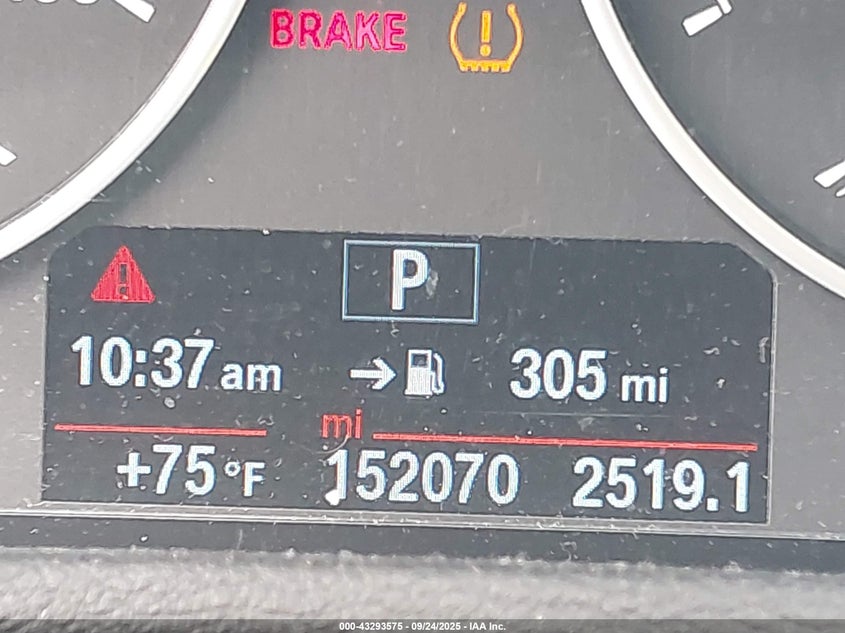 BRAKE
P
10:37 am
305 mi
mi
+75 °F 152070 2519.1
000-43293575 - 09/24/2025 - IAA Inc.